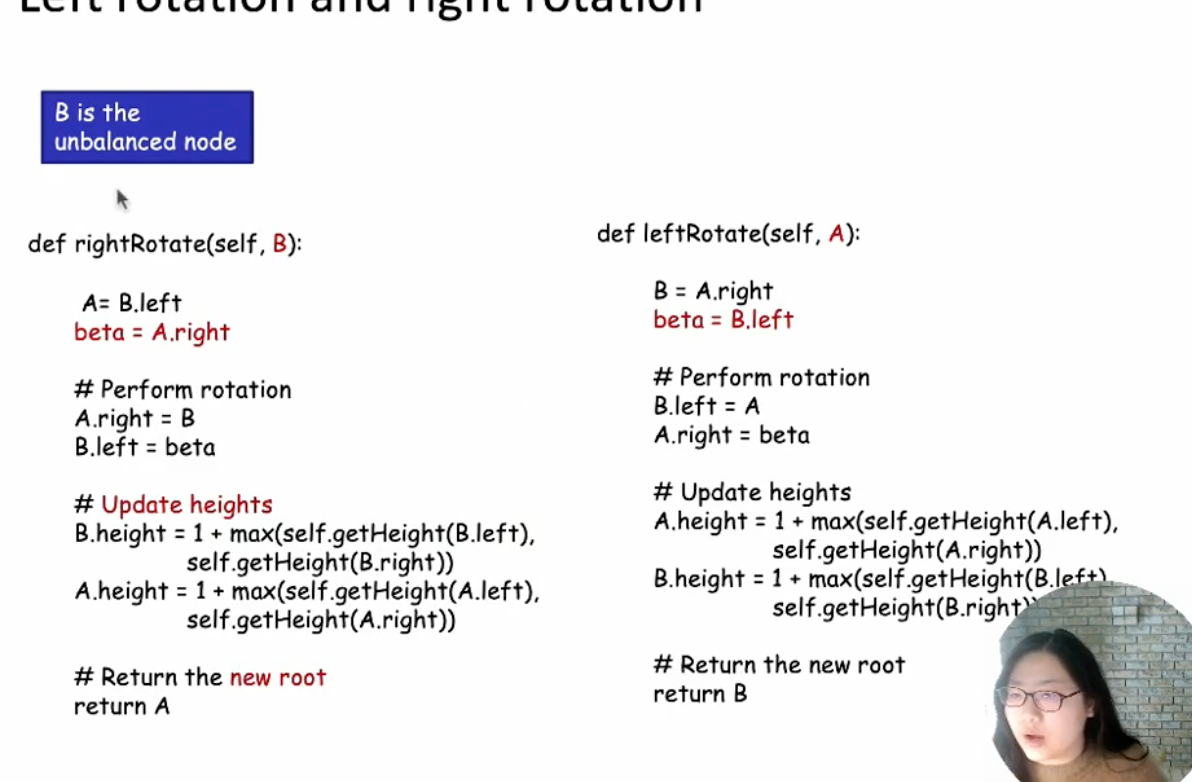 Left rotation and right rotation
B is the
unbalanced node
def rightRotate(self, B):
A= B.left
beta = A.right
# Perform rotation
A.right = B
B.left = beta
# Update heights
B.height = 1 + max(self.getHeight(B.left),
self.getHeight(B.right))
A.height = 1 + max(self.getHeight(A.left),
self.getHeight(A.right))
# Return the new root
return A
def leftRotate(self, A):
B = A.right
beta = B.left
# Perform rotation
B.left = A
A.right = beta
# Update heights
A.height = 1 + max(self.getHeight(A.left),
self.getHeight(A.right))
B.height = 1 + max(self.getHeight(B.left),
self.getHeight(B.right))
# Return the new root
return B